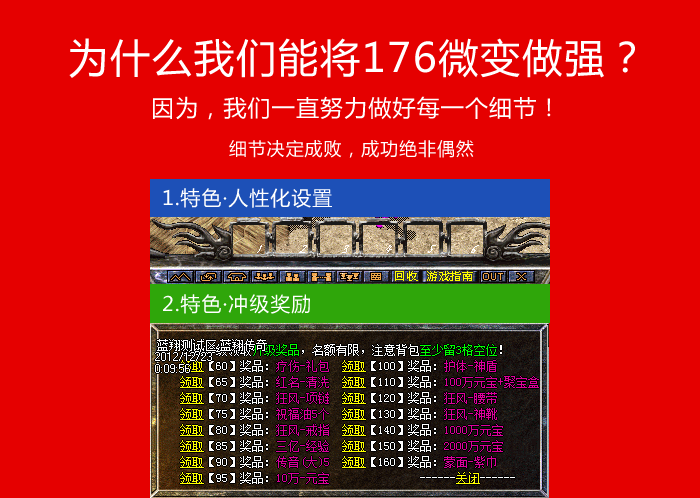 为什么我们能将176微变做强？
因为，我们一直努力做好每一个细节！
细节决定成败，成功绝非偶然
1.特色·人性化设置
1 2 3 4 5 6
回收 游戏指南 OUT
2.特色·冲级奖励
蓝翔测试区·蓝翔传奇
升级奖品，名额有限，注意背包至少留3格空位！
2012/12/23
0:09:56
领取【60】奖品：疗伤-礼包 领取【100】奖品：护体-神盾
领取【65】奖品：红名-清洗 领取【110】奖品：100万元宝+聚宝盒
领取【70】奖品：狂风-项链 领取【120】奖品：狂风-腰带
领取【75】奖品：祝福油5个 领取【130】奖品：狂风-神靴
领取【80】奖品：狂风-戒指 领取【140】奖品：1000万元宝
领取【85】奖品：三亿-经验 领取【150】奖品：2000万元宝
领取【90】奖品：传音(大)5 领取【160】奖品：蒙面-紫巾
领取【95】奖品：10万-元宝 ------关闭------